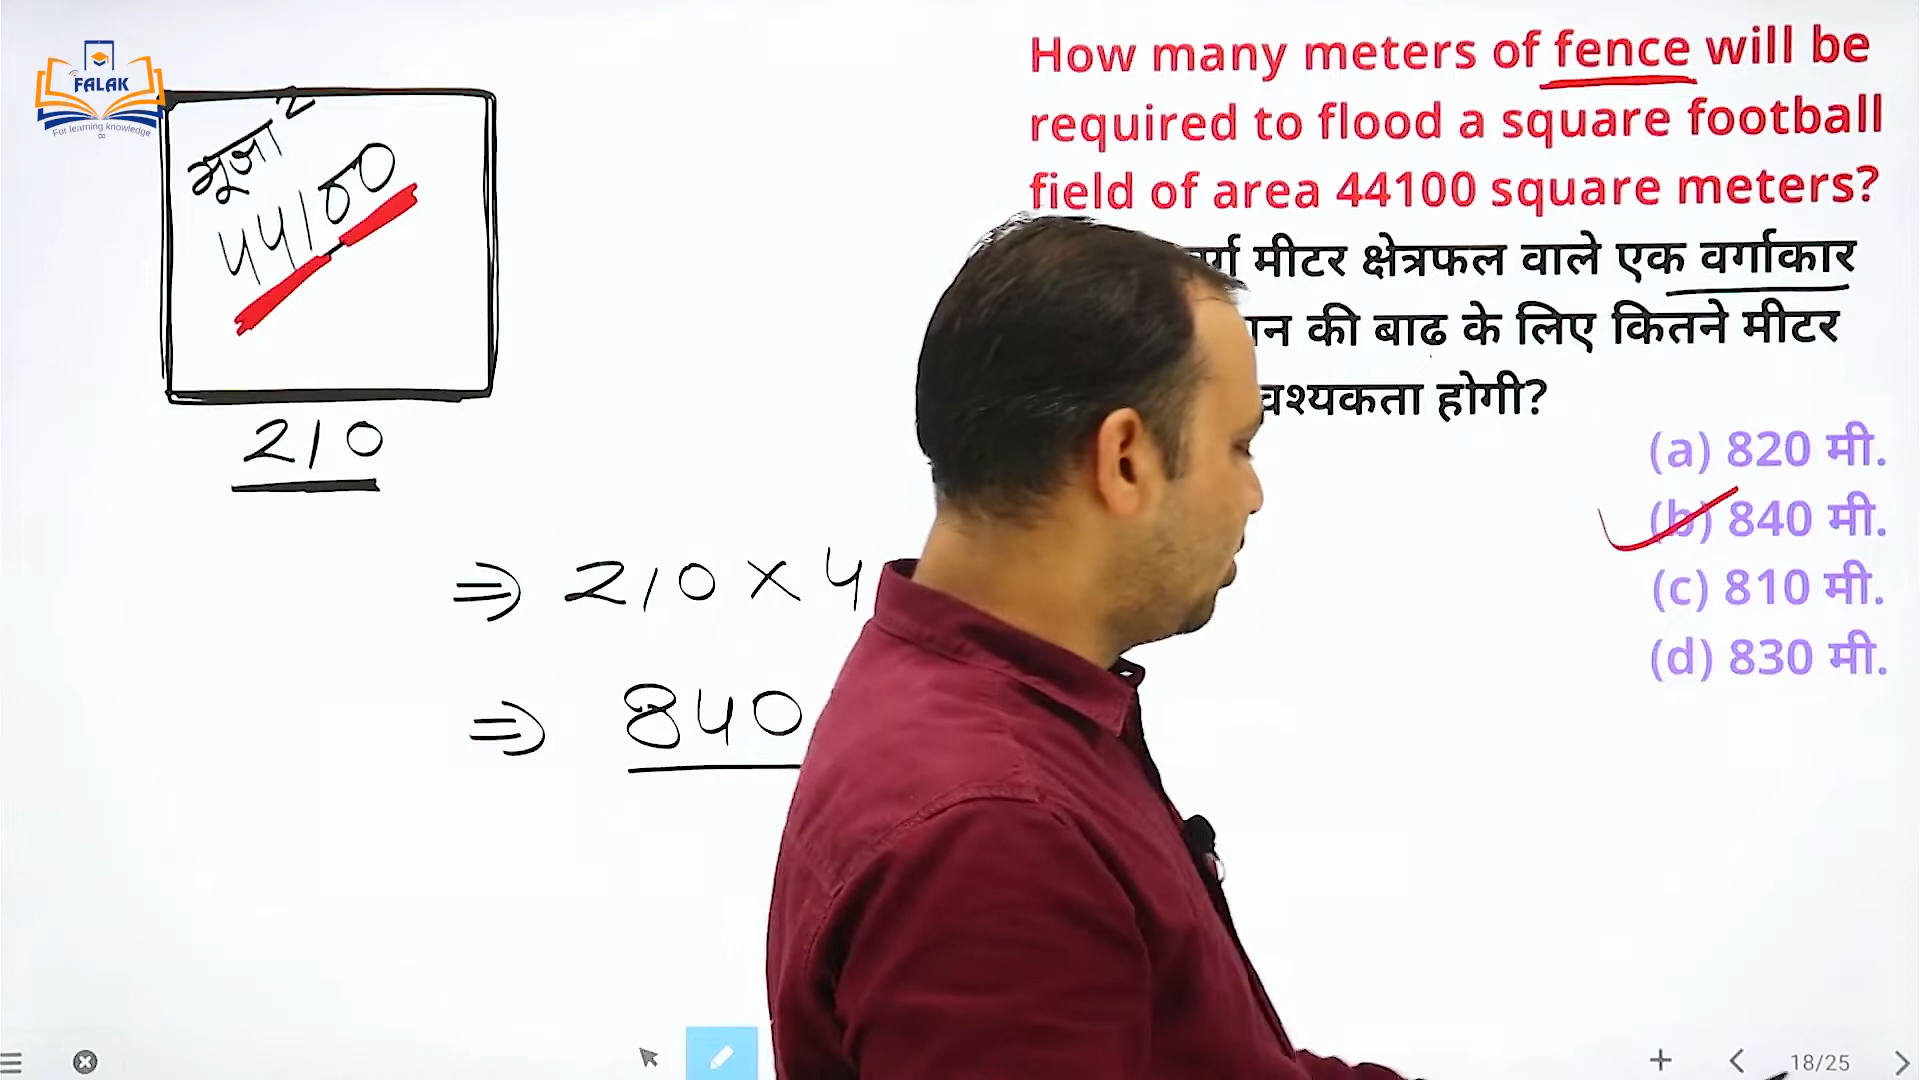 FALAK
For learning knowledge
भूजा 2
44100
210
⇒ 210 × 4
⇒ 840
How many meters of fence will be
required to flood a square football
field of area 44100 square meters?
वर्ग मीटर क्षेत्रफल वाले एक वर्गाकार
की बाढ के लिए कितने मीटर
होगी?
(a) 820 मी.
(b) 840 मी.
(c) 810 मी.
(d) 830 मी.
18/25